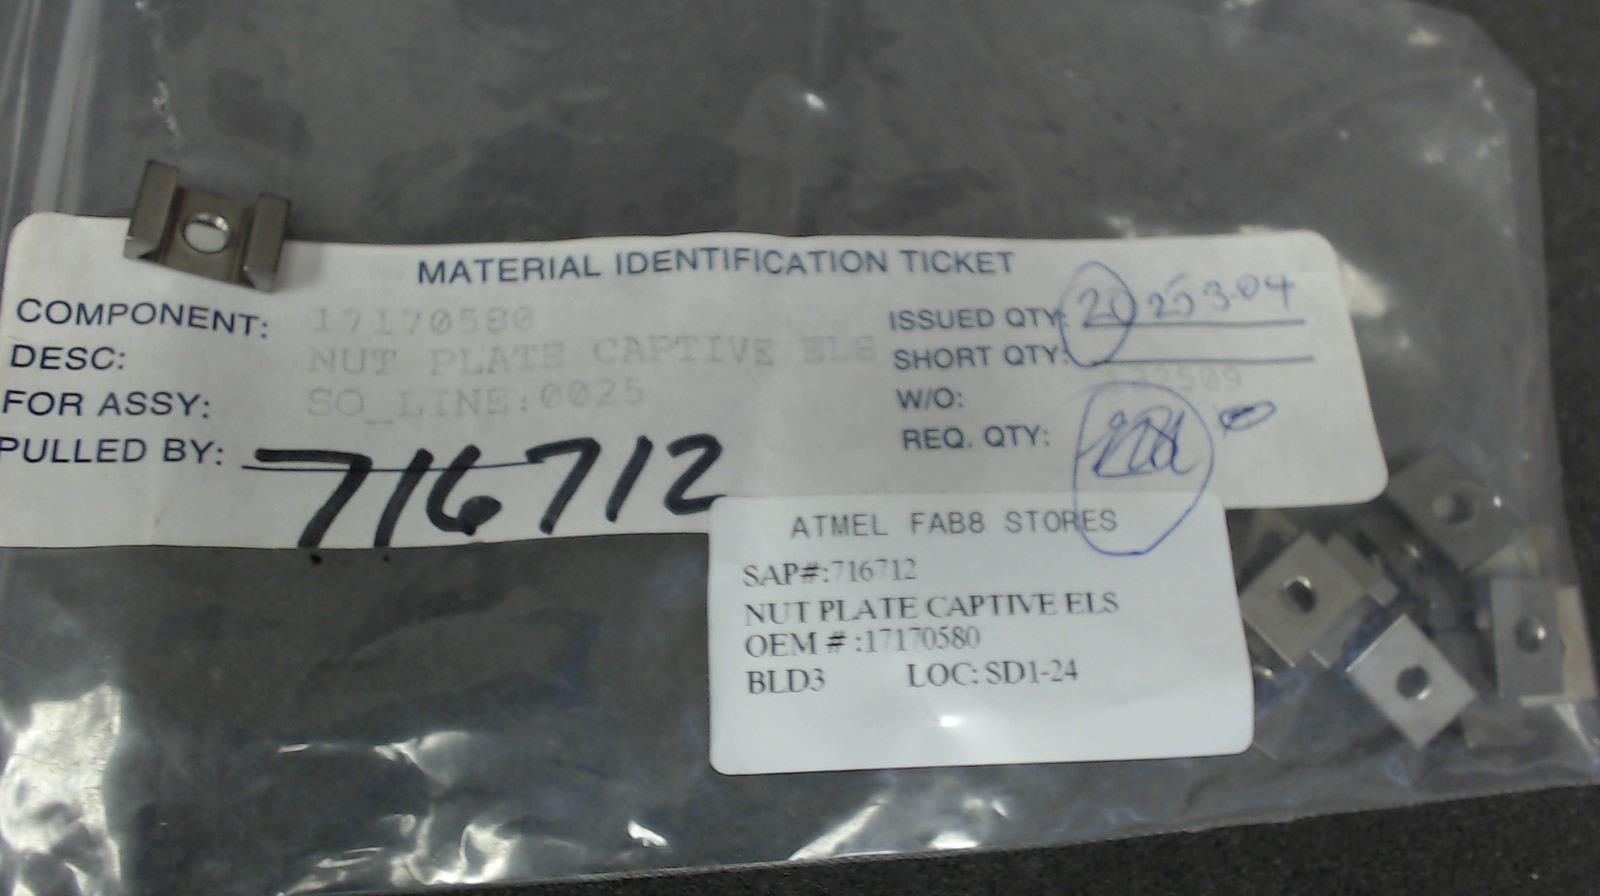 MATERIAL IDENTIFICATION TICKET
COMPONENT: 17170580
DESC: NUT PLATE CAPTIVE ELS
FOR ASSY: SO_LINE:0025
PULLED BY: 716712
ISSUED QTY: 20
SHORT QTY:
W/O:
REQ. QTY:
ATMEL FAB8 STORES
SAP#:716712
NUT PLATE CAPTIVE ELS
OEM # :17170580
BLD3 LOC: SD1-24